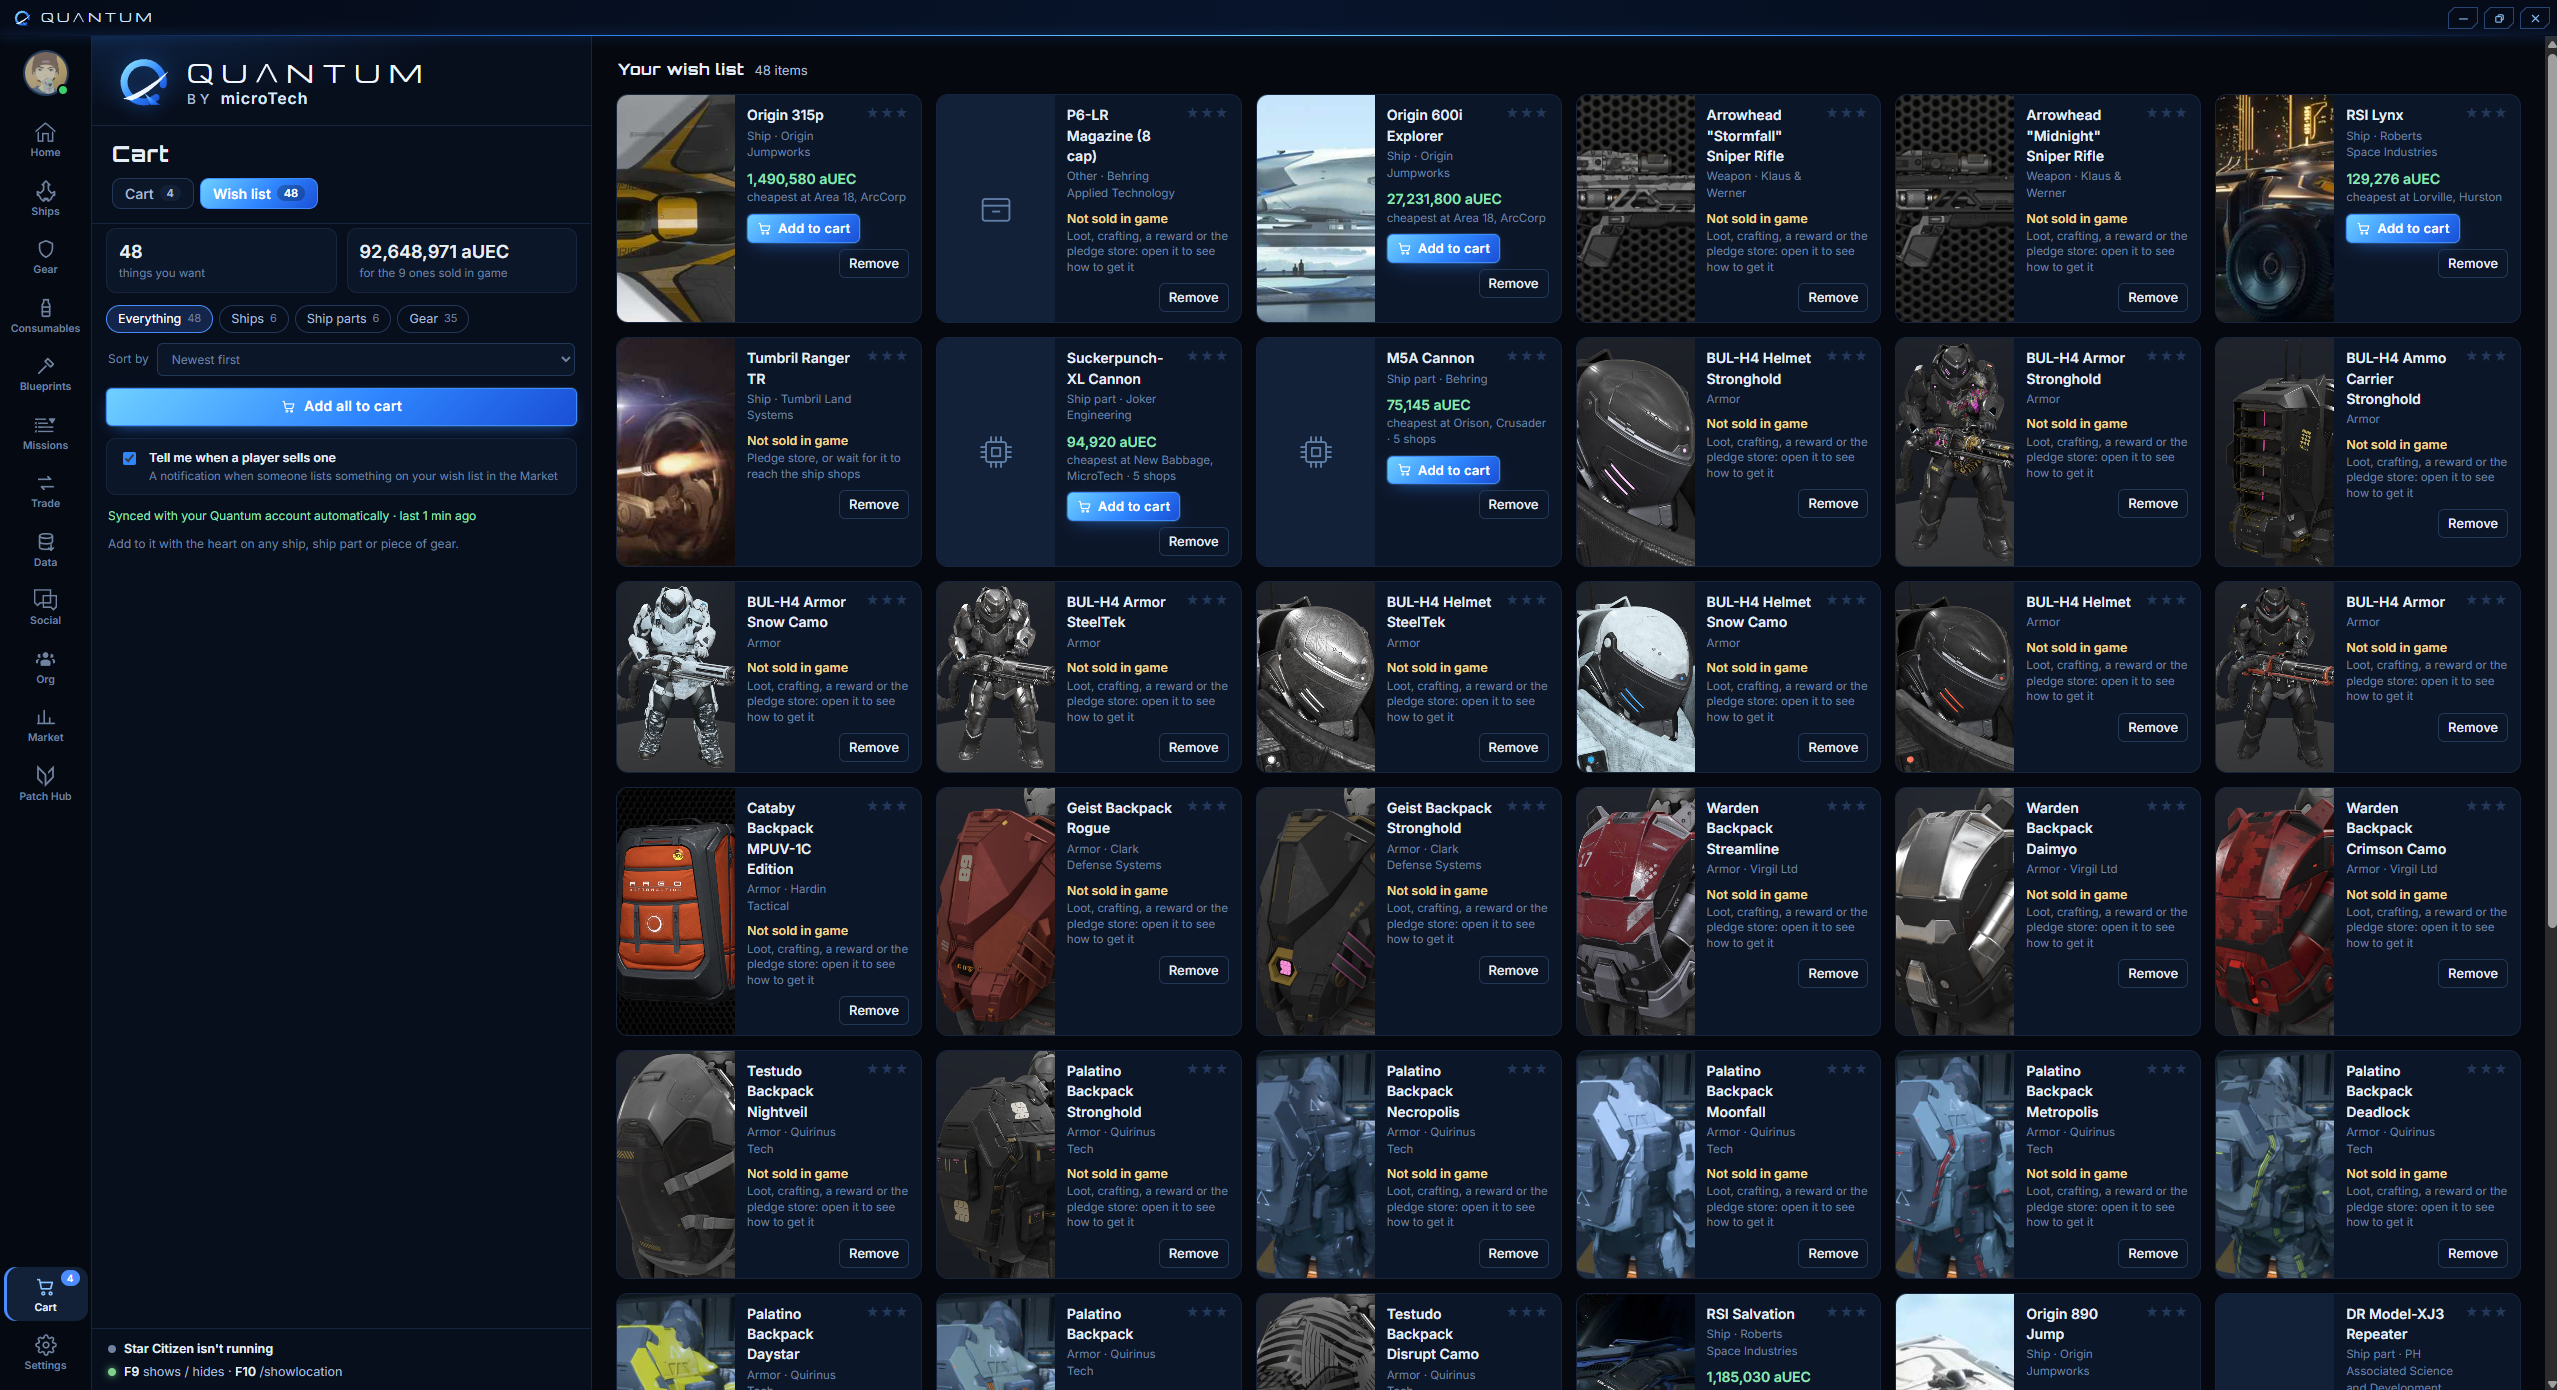 QUANTUM
QUANTUM
BY microTech
Home
Ships
Gear
Consumables
Blueprints
Missions
Trade
Data
Social
Org
Market
Patch Hub
4
Cart
Settings
Cart
Cart 4
Wish list 48
48
things you want
92,648,971 aUEC
for the 9 ones sold in game
Everything 48
Ships 6
Ship parts 6
Gear 35
Sort by
Newest first
Add all to cart
Tell me when a player sells one
A notification when someone lists something on your wish list in the Market
Synced with your Quantum account automatically · last 1 min ago
Add to it with the heart on any ship, ship part or piece of gear.
Star Citizen isn't running
F9 shows / hides · F10 /showlocation
Your wish list 48 items
Origin 315p
Ship · Origin
Jumpworks
1,490,580 aUEC
cheapest at Area 18, ArcCorp
Add to cart
Remove
P6-LR
Magazine (8
cap)
Other · Behring
Applied Technology
Not sold in game
Loot, crafting, a reward or the
pledge store: open it to see
how to get it
Remove
Origin 600i
Explorer
Ship · Origin
Jumpworks
27,231,800 aUEC
cheapest at Area 18, ArcCorp
Add to cart
Remove
Arrowhead
"Stormfall"
Sniper Rifle
Weapon · Klaus &
Werner
Not sold in game
Loot, crafting, a reward or the
pledge store: open it to see
how to get it
Remove
Arrowhead
"Midnight"
Sniper Rifle
Weapon · Klaus &
Werner
Not sold in game
Loot, crafting, a reward or the
pledge store: open it to see
how to get it
Remove
RSI Lynx
Ship · Roberts
Space Industries
129,276 aUEC
cheapest at Lorville, Hurston
Add to cart
Remove
Tumbril Ranger
TR
Ship · Tumbril Land
Systems
Not sold in game
Pledge store, or wait for it to
reach the ship shops
Remove
Suckerpunch-
XL Cannon
Ship part · Joker
Engineering
94,920 aUEC
cheapest at New Babbage,
MicroTech · 5 shops
Add to cart
Remove
M5A Cannon
Ship part · Behring
75,145 aUEC
cheapest at Orison, Crusader
· 5 shops
Add to cart
Remove
BUL-H4 Helmet
Stronghold
Armor
Not sold in game
Loot, crafting, a reward or the
pledge store: open it to see
how to get it
Remove
BUL-H4 Armor
Stronghold
Armor
Not sold in game
Loot, crafting, a reward or the
pledge store: open it to see
how to get it
Remove
BUL-H4 Ammo
Carrier
Stronghold
Armor
Not sold in game
Loot, crafting, a reward or the
pledge store: open it to see
how to get it
Remove
BUL-H4 Armor
Snow Camo
Armor
Not sold in game
Loot, crafting, a reward or the
pledge store: open it to see
how to get it
Remove
BUL-H4 Armor
SteelTek
Armor
Not sold in game
Loot, crafting, a reward or the
pledge store: open it to see
how to get it
Remove
BUL-H4 Helmet
SteelTek
Armor
Not sold in game
Loot, crafting, a reward or the
pledge store: open it to see
how to get it
Remove
BUL-H4 Helmet
Snow Camo
Armor
Not sold in game
Loot, crafting, a reward or the
pledge store: open it to see
how to get it
Remove
BUL-H4 Helmet
Armor
Not sold in game
Loot, crafting, a reward or the
pledge store: open it to see
how to get it
Remove
BUL-H4 Armor
Armor
Not sold in game
Loot, crafting, a reward or the
pledge store: open it to see
how to get it
Remove
ARGO
Cataby
Backpack
MPUV-1C
Edition
Armor · Hardin
Tactical
Not sold in game
Loot, crafting, a reward or the
pledge store: open it to see
how to get it
Remove
Geist Backpack
Rogue
Armor · Clark
Defense Systems
Not sold in game
Loot, crafting, a reward or the
pledge store: open it to see
how to get it
Remove
Geist Backpack
Stronghold
Armor · Clark
Defense Systems
Not sold in game
Loot, crafting, a reward or the
pledge store: open it to see
how to get it
Remove
Warden
Backpack
Streamline
Armor · Virgil Ltd
Not sold in game
Loot, crafting, a reward or the
pledge store: open it to see
how to get it
Remove
Warden
Backpack
Daimyo
Armor · Virgil Ltd
Not sold in game
Loot, crafting, a reward or the
pledge store: open it to see
how to get it
Remove
Warden
Backpack
Crimson Camo
Armor · Virgil Ltd
Not sold in game
Loot, crafting, a reward or the
pledge store: open it to see
how to get it
Remove
Testudo
Backpack
Nightveil
Armor · Quirinus
Tech
Not sold in game
Loot, crafting, a reward or the
pledge store: open it to see
how to get it
Remove
Palatino
Backpack
Stronghold
Armor · Quirinus
Tech
Not sold in game
Loot, crafting, a reward or the
pledge store: open it to see
how to get it
Remove
Palatino
Backpack
Necropolis
Armor · Quirinus
Tech
Not sold in game
Loot, crafting, a reward or the
pledge store: open it to see
how to get it
Remove
Palatino
Backpack
Moonfall
Armor · Quirinus
Tech
Not sold in game
Loot, crafting, a reward or the
pledge store: open it to see
how to get it
Remove
Palatino
Backpack
Metropolis
Armor · Quirinus
Tech
Not sold in game
Loot, crafting, a reward or the
pledge store: open it to see
how to get it
Remove
Palatino
Backpack
Deadlock
Armor · Quirinus
Tech
Not sold in game
Loot, crafting, a reward or the
pledge store: open it to see
how to get it
Remove
Palatino
Backpack
Daystar
Armor · Quirinus
Tech
Palatino
Backpack
Armor · Quirinus
Tech
Testudo
Backpack
Disrupt Camo
Armor · Quirinus
Tech
RSI Salvation
Ship · Roberts
Space Industries
1,185,030 aUEC
Origin 890
Jump
Ship · Origin
Jumpworks
DR Model-XJ3
Repeater
Ship part · PH
Associated Science
and Development